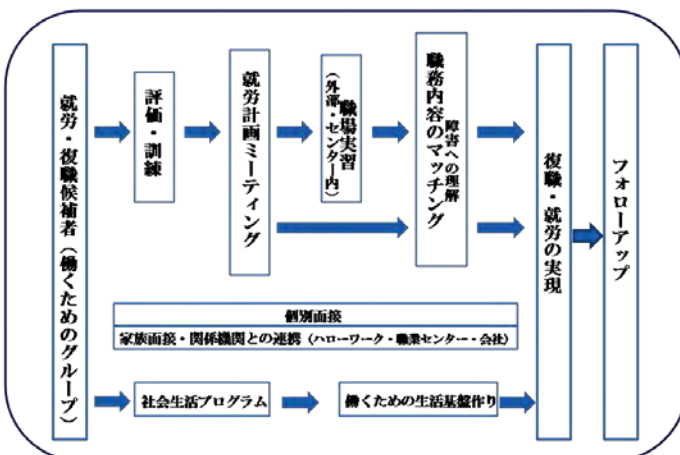 就労・復職候補者（働くためのグループ）
評価・訓練
就労計画ミーティング
職場実習
（外部・センター内）
職務内容のマッチング
障害への理解
復職・就労の実現
フォローアップ
個別面接
家族面接・関係機関との連携（ハローワーク・職業センター・会社）
社会生活プログラム
働くための生活基盤作り